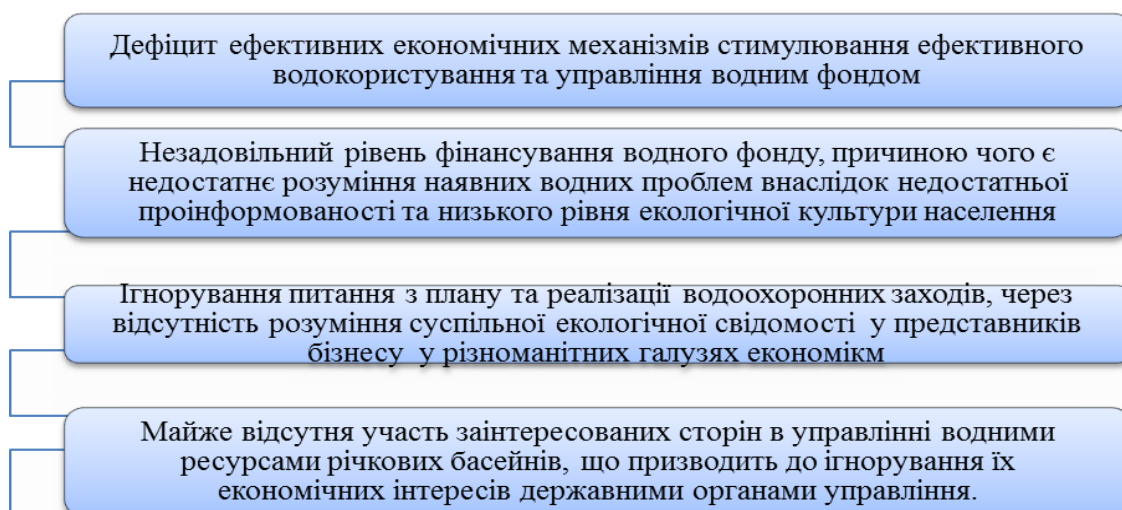 Дефіцит ефективних економічних механізмів стимулювання ефективного
водокористування та управління водним фондом
Незадовільний рівень фінансування водного фонду, причиною чого є
недостатнє розуміння наявних водних проблем внаслідок недостатньої
проінформованості та низького рівня екологічної культури населення
Ігнорування питання з плану та реалізації водоохоронних заходів, через
відсутність розуміння суспільної екологічної свідомості у представників
бізнесу у різноманітних галузях економікм
Майже відсутня участь заінтересованих сторін в управлінні водними
ресурсами річкових басейнів, що призводить до ігнорування їх
економічних інтересів державними органами управління.